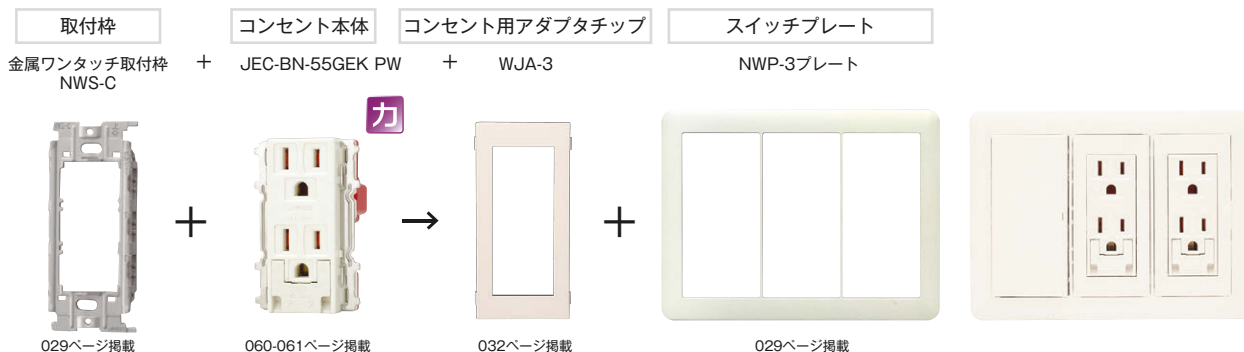 取付枠
コンセント本体
コンセント用アダプタチップ
スイッチプレート
金属ワンタッチ取付枠
NWS-C
+
JEC-BN-55GEK PW
+
WJA-3
NWP-3プレート
力
+
→
+
029ページ掲載
060-061ページ掲載
032ページ掲載
029ページ掲載